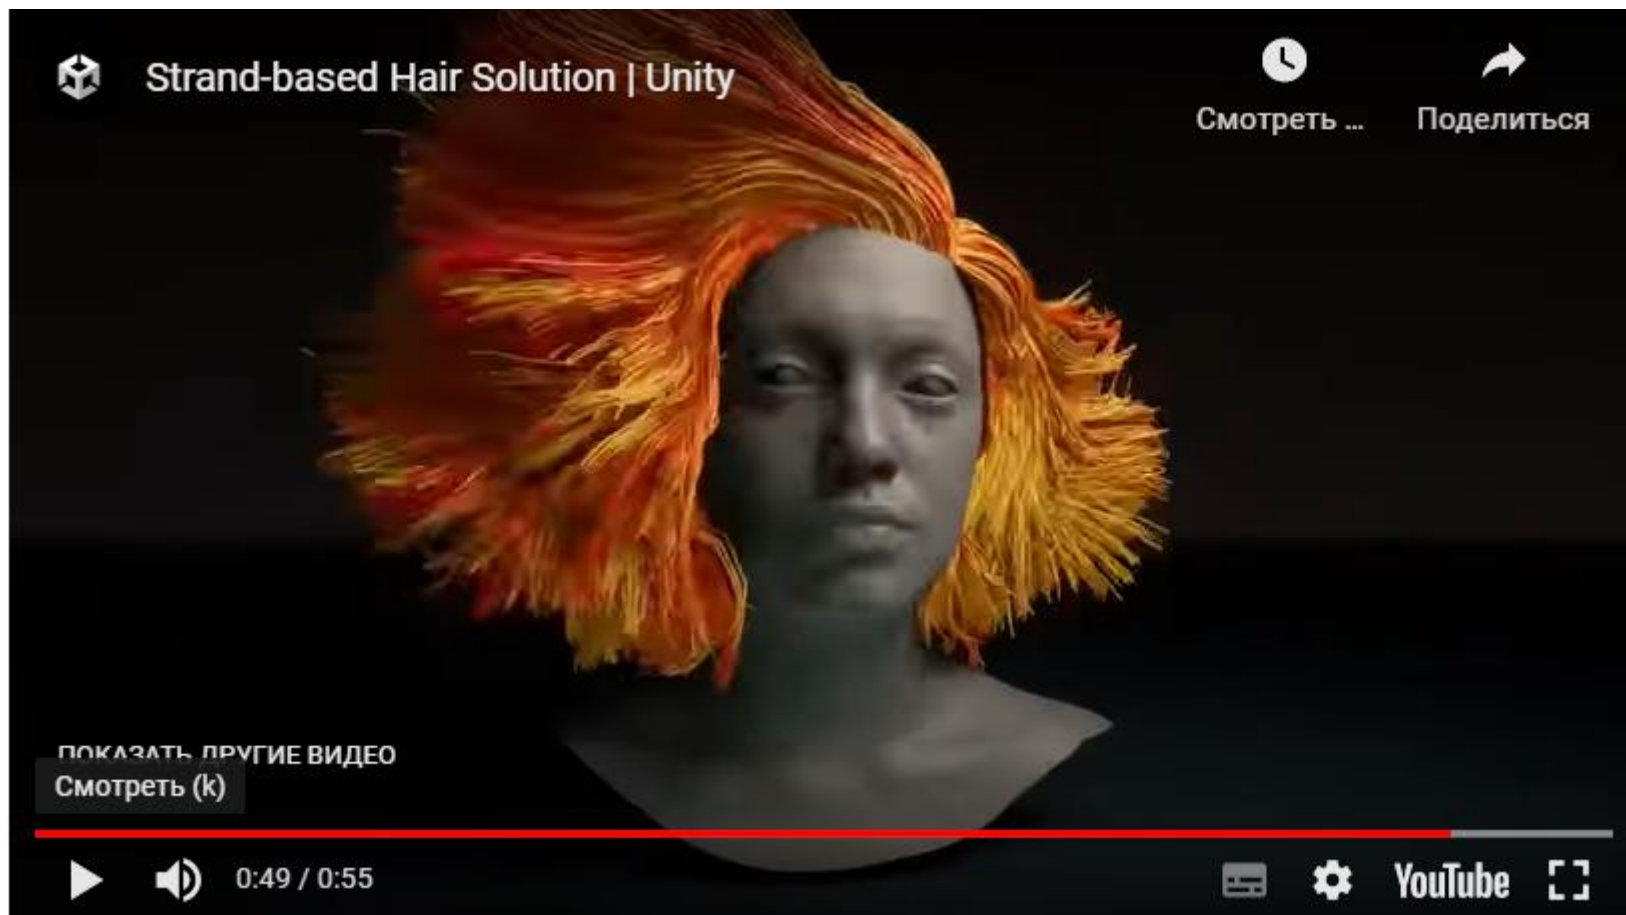 Strand-based Hair Solution | Unity
Смотреть ...
Поделиться
ПОКАЗАТЬ ДРУГИЕ ВИДЕО
Смотреть (k)
0:49 / 0:55
YouTube